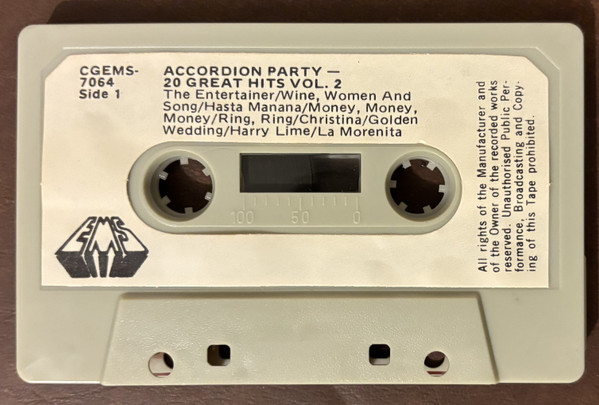 CGEMS-
7064
Side 1
ACCORDION PARTY —
20 GREAT HITS VOL. 2
The Entertainer/Wine, Women And
Song/Hasta Manana/Money, Money,
Money/Ring, Ring/Christina/Golden
Wedding/Harry Lime/La Morenita
All rights of the Manufacturer and
of the Owner of the recorded works
reserved. Unauthorised Public Per-
formance, Broadcasting and Copy-
ing of this Tape prohibited.
100 50 0
GEMS